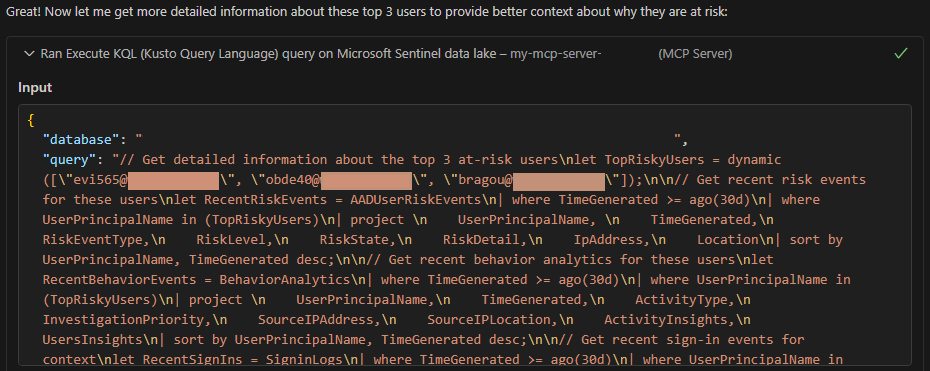 Great! Now let me get more detailed information about these top 3 users to provide better context about why they are at risk:
Ran Execute KQL (Kusto Query Language) query on Microsoft Sentinel data lake – my-mcp-server- (MCP Server)
Input
{
"database": " ",
"query": "// Get detailed information about the top 3 at-risk users\nlet TopRiskyUsers = dynamic
([\"evi565@ \", \"obde40@ \", \"bragou@ \"]);\n\n// Get recent risk events
for these users\nlet RecentRiskEvents = AADUserRiskEvents\n| where TimeGenerated >= ago(30d)\n| where
UserPrincipalName in (TopRiskyUsers)\n| project \n    UserPrincipalName, \n    TimeGenerated,\n
RiskEventType,\n    RiskLevel,\n    RiskState,\n    RiskDetail,\n    IpAddress,\n    Location\n| sort by
UserPrincipalName, TimeGenerated desc;\n\n// Get recent behavior analytics for these users\nlet
RecentBehaviorEvents = BehaviorAnalytics\n| where TimeGenerated >= ago(30d)\n| where UserPrincipalName in
(TopRiskyUsers)\n| project \n    UserPrincipalName,\n    TimeGenerated,\n    ActivityType,\n
InvestigationPriority,\n    SourceIPAddress,\n    SourceIPLocation,\n    ActivityInsights,\n
UsersInsights\n| sort by UserPrincipalName, TimeGenerated desc;\n\n// Get recent sign-in events for
context\nlet RecentSignIns = SigninLogs\n| where TimeGenerated >= ago(30d)\n| where UserPrincipalName in